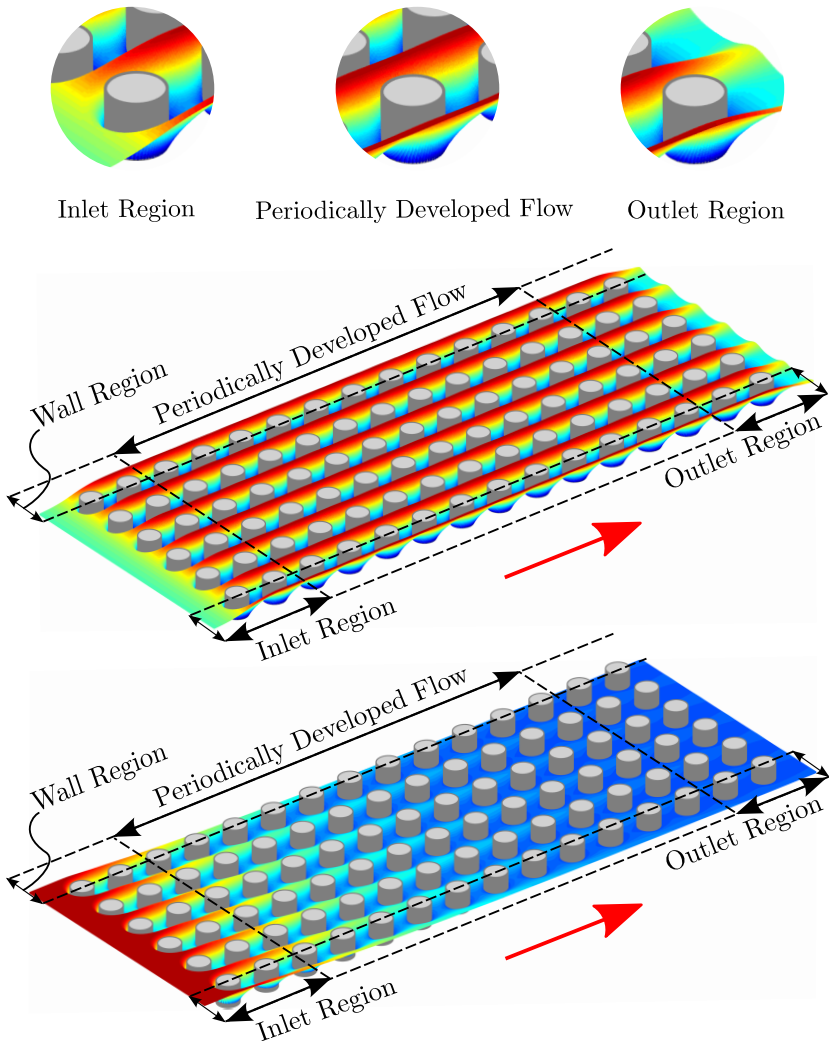 Inlet Region
Periodically Developed Flow
Outlet Region
Periodically Developed Flow
Wall Region
Outlet Region
Inlet Region
Periodically Developed Flow
Wall Region
Outlet Region
Inlet Region